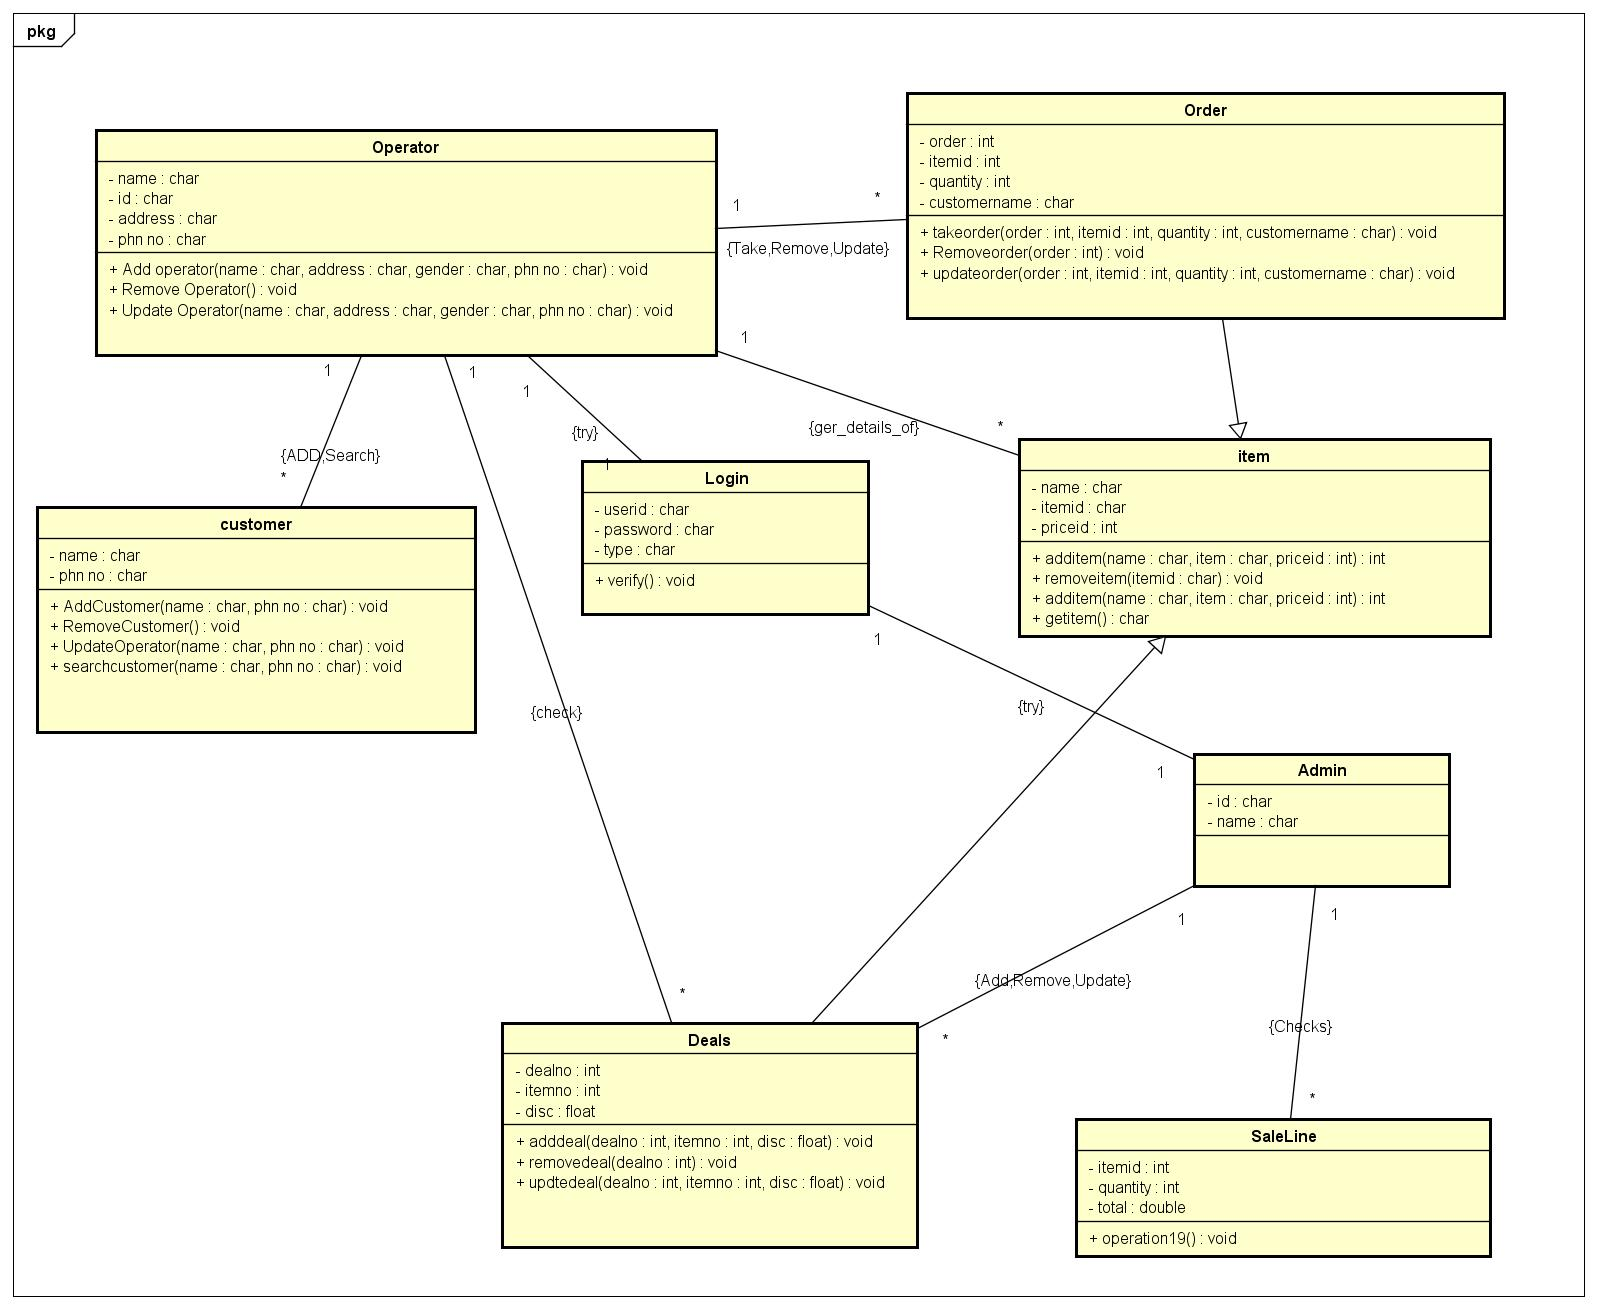 pkg
Operator
- name : char
- id : char
- address : char
- phn no : char
+ Add operator(name : char, address : char, gender : char, phn no : char) : void
+ Remove Operator() : void
+ Update Operator(name : char, address : char, gender : char, phn no : char) : void
Order
- order : int
- itemid : int
- quantity : int
- customername : char
+ takeorder(order : int, itemid : int, quantity : int, customername : char) : void
+ Removeorder(order : int) : void
+ updateorder(order : int, itemid : int, quantity : int, customername : char) : void
1
*
{Take,Remove,Update}
1
{ger_details_of}
*
1
{ADD,Search}
*
1
{check}
*
1
{try}
1
customer
- name : char
- phn no : char
+ AddCustomer(name : char, phn no : char) : void
+ RemoveCustomer() : void
+ UpdateOperator(name : char, phn no : char) : void
+ searchcustomer(name : char, phn no : char) : void
Login
- userid : char
- password : char
- type : char
+ verify() : void
item
- name : char
- itemid : char
- priceid : int
+ additem(name : char, item : char, priceid : int) : int
+ removeitem(itemid : char) : void
+ additem(name : char, item : char, priceid : int) : int
+ getitem() : char
1
{try}
1
Admin
- id : char
- name : char
1
{Add,Remove,Update}
*
1
{Checks}
*
Deals
- dealno : int
- itemno : int
- disc : float
+ adddeal(dealno : int, itemno : int, disc : float) : void
+ removedeal(dealno : int) : void
+ updtedeal(dealno : int, itemno : int, disc : float) : void
SaleLine
- itemid : int
- quantity : int
- total : double
+ operation19() : void